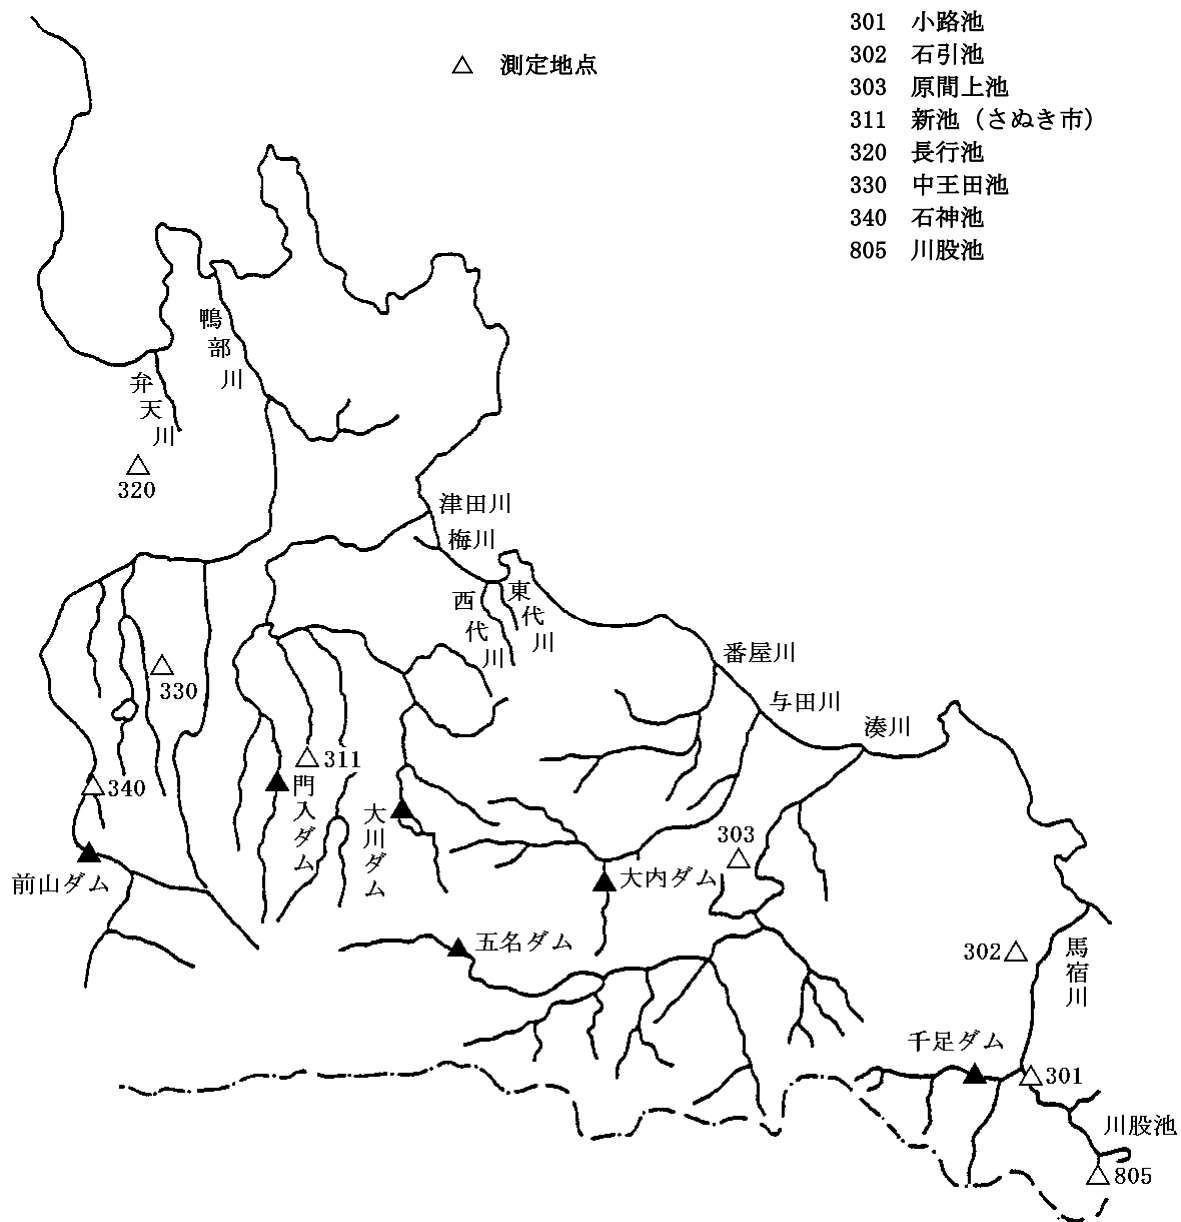 301 小路池
302 石引池
303 原間上池
311 新池（さぬき市）
320 長行池
330 中王田池
340 石神池
805 川股池
△ 測定地点
鴨部川
弁天川
320
津田川
梅川
東代川
西代川
番屋川
330
与田川
湊川
311
340
門入ダム
大川ダム
303
前山ダム
大内ダム
五名ダム
302
馬宿川
千足ダム
301
川股池
805